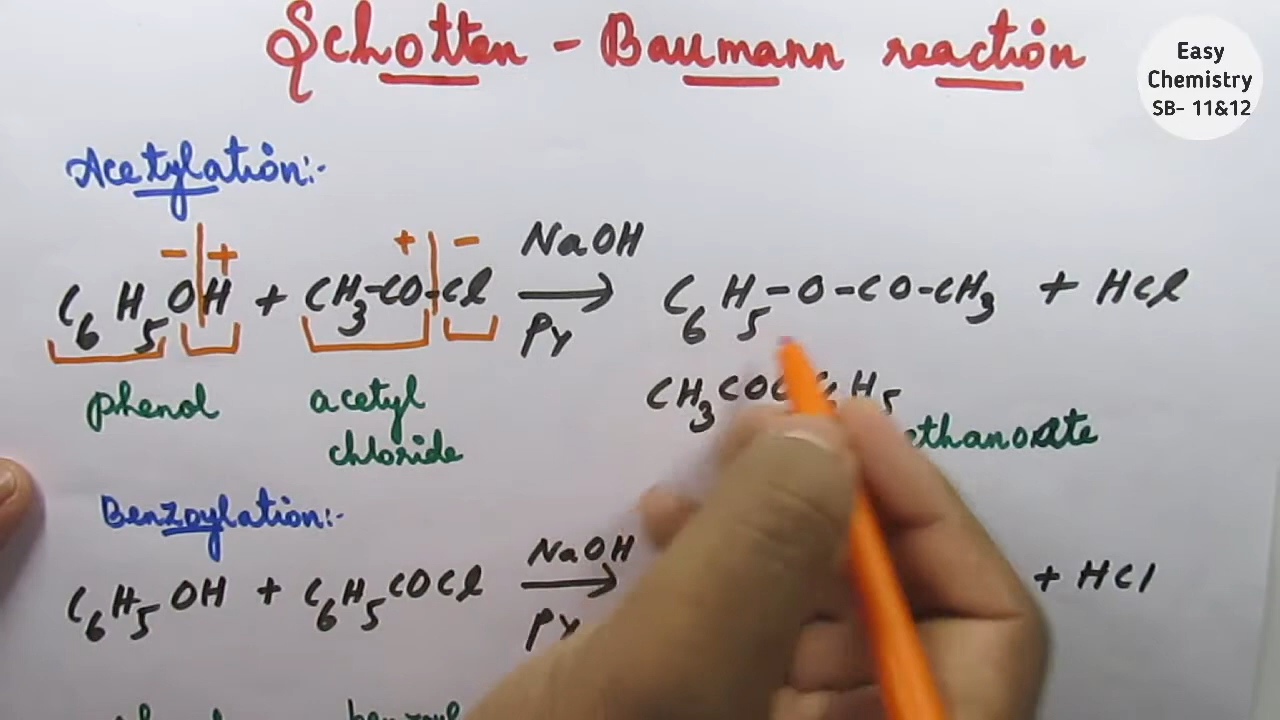 Schotten - Baumann reaction
Easy
Chemistry
SB- 11&12
Acetylation:-
- + + -
NaOH
C6H5OH + CH3-CO-Cl → C6H5-O-CO-CH3 + HCl
Py
phenol acetyl
chloride
CH3COO H5
ethanoate
Benzoylation:-
NaOH
C6H5OH + C6H5COCl → + HCl
Py